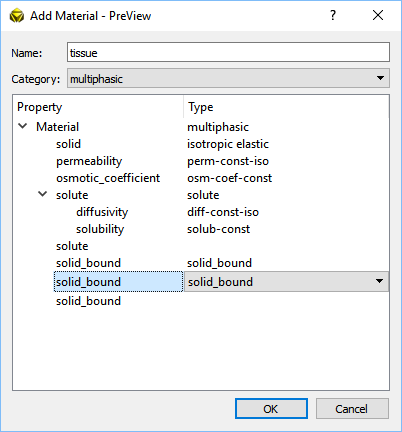 Add Material - PreView
?
Name: tissue
Category: multiphasic
Property Type
Material multiphasic
solid isotropic elastic
permeability perm-const-iso
osmotic_coefficient osm-coef-const
solute solute
diffusivity diff-const-iso
solubility solub-const
solute
solid_bound solid_bound
solid_bound solid_bound
solid_bound
OK Cancel